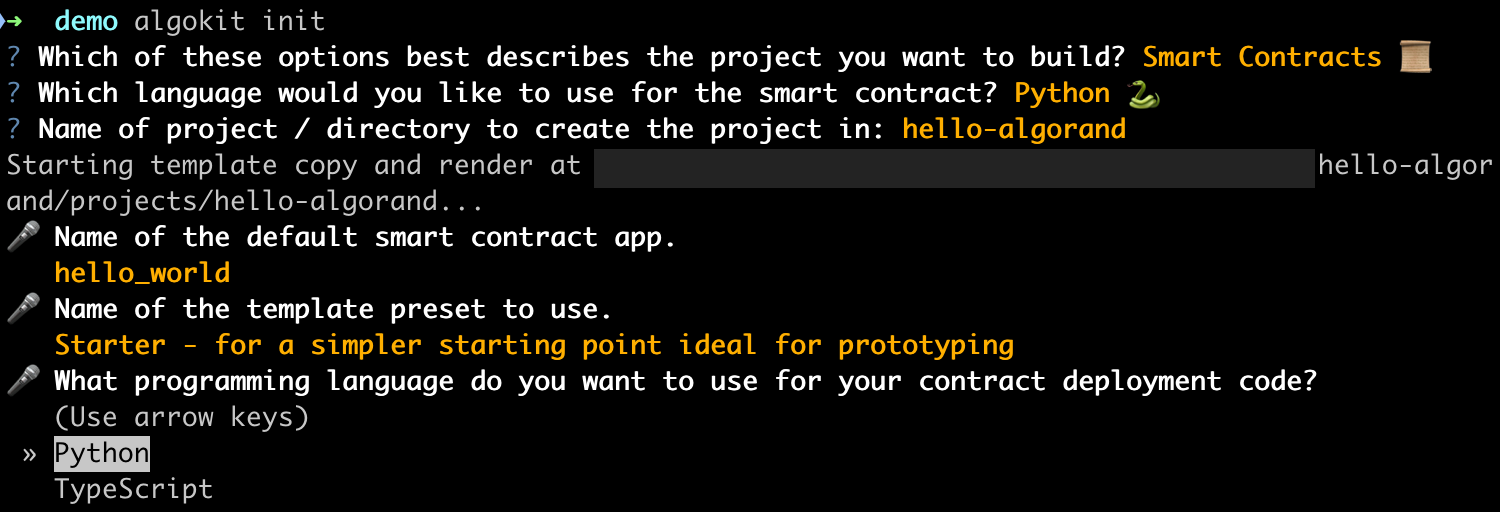 ➜ demo algokit init
? Which of these options best describes the project you want to build? Smart Contracts 📜
? Which language would you like to use for the smart contract? Python 🐍
? Name of project / directory to create the project in: hello-algorand
Starting template copy and render at hello-algor
and/projects/hello-algorand...
🎤 Name of the default smart contract app.
hello_world
🎤 Name of the template preset to use.
Starter - for a simpler starting point ideal for prototyping
🎤 What programming language do you want to use for your contract deployment code?
(Use arrow keys)
» Python
TypeScript